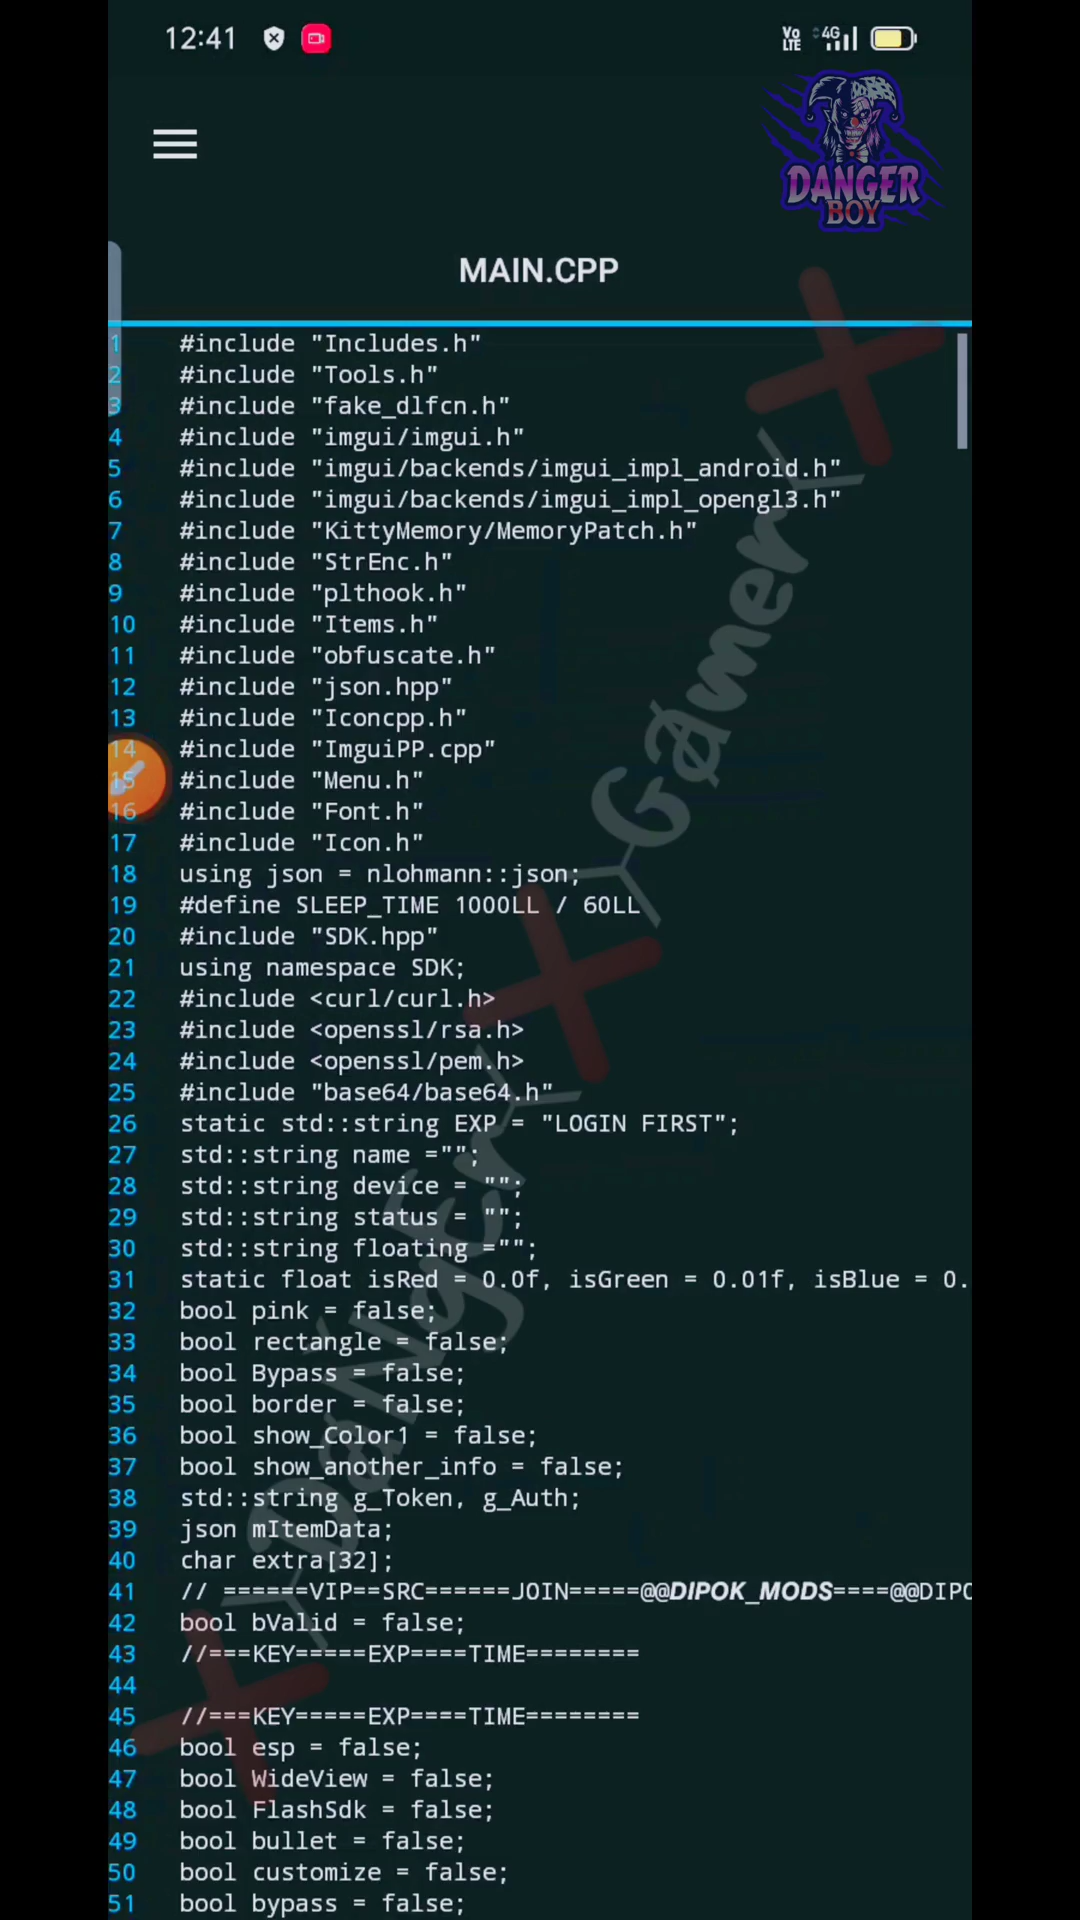 12:41
Vo LTE 4G
DANGER
BOY
MAIN.CPP
1 #include "Includes.h"
2 #include "Tools.h"
3 #include "fake_dlfcn.h"
4 #include "imgui/imgui.h"
5 #include "imgui/backends/imgui_impl_android.h"
6 #include "imgui/backends/imgui_impl_opengl3.h"
7 #include "KittyMemory/MemoryPatch.h"
8 #include "StrEnc.h"
9 #include "plthook.h"
10 #include "Items.h"
11 #include "obfuscate.h"
12 #include "json.hpp"
13 #include "Iconcpp.h"
14 #include "ImguiPP.cpp"
15 #include "Menu.h"
16 #include "Font.h"
17 #include "Icon.h"
18 using json = nlohmann::json;
19 #define SLEEP_TIME 1000LL / 60LL
20 #include "SDK.hpp"
21 using namespace SDK;
22 #include <curl/curl.h>
23 #include <openssl/rsa.h>
24 #include <openssl/pem.h>
25 #include "base64/base64.h"
26 static std::string EXP = "LOGIN FIRST";
27 std::string name ="";
28 std::string device = "";
29 std::string status = "";
30 std::string floating ="";
31 static float isRed = 0.0f, isGreen = 0.01f, isBlue = 0.
32 bool pink = false;
33 bool rectangle = false;
34 bool Bypass = false;
35 bool border = false;
36 bool show_Color1 = false;
37 bool show_another_info = false;
38 std::string g_Token, g_Auth;
39 json mItemData;
40 char extra[32];
41 // ======VIP==SRC======JOIN=====@@DIPOK_MODS====@@DIPO
42 bool bValid = false;
43 //===KEY=====EXP====TIME========
44
45 //===KEY=====EXP====TIME========
46 bool esp = false;
47 bool WideView = false;
48 bool FlashSdk = false;
49 bool bullet = false;
50 bool customize = false;
51 bool bypass = false;